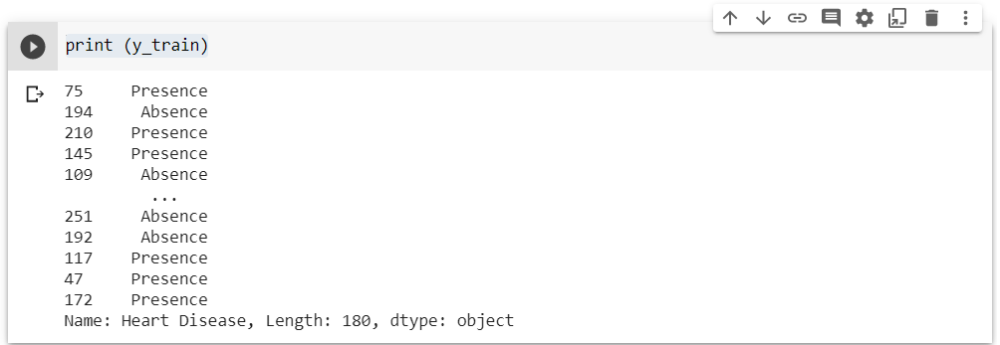 print (y_train)
75 Presence
194 Absence
210 Presence
145 Presence
109 Absence
...
251 Absence
192 Absence
117 Presence
47 Presence
172 Presence
Name: Heart Disease, Length: 180, dtype: object